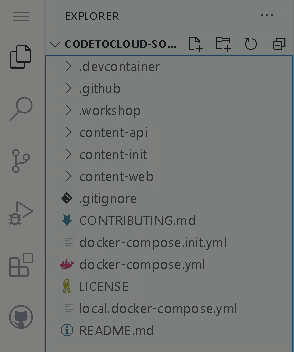 EXPLORER
CODETOCLOUD-SO...
.devcontainer
.github
.workshop
content-api
content-init
content-web
.gitignore
CONTRIBUTING.md
docker-compose.init.yml
docker-compose.yml
LICENSE
local.docker-compose.yml
README.md